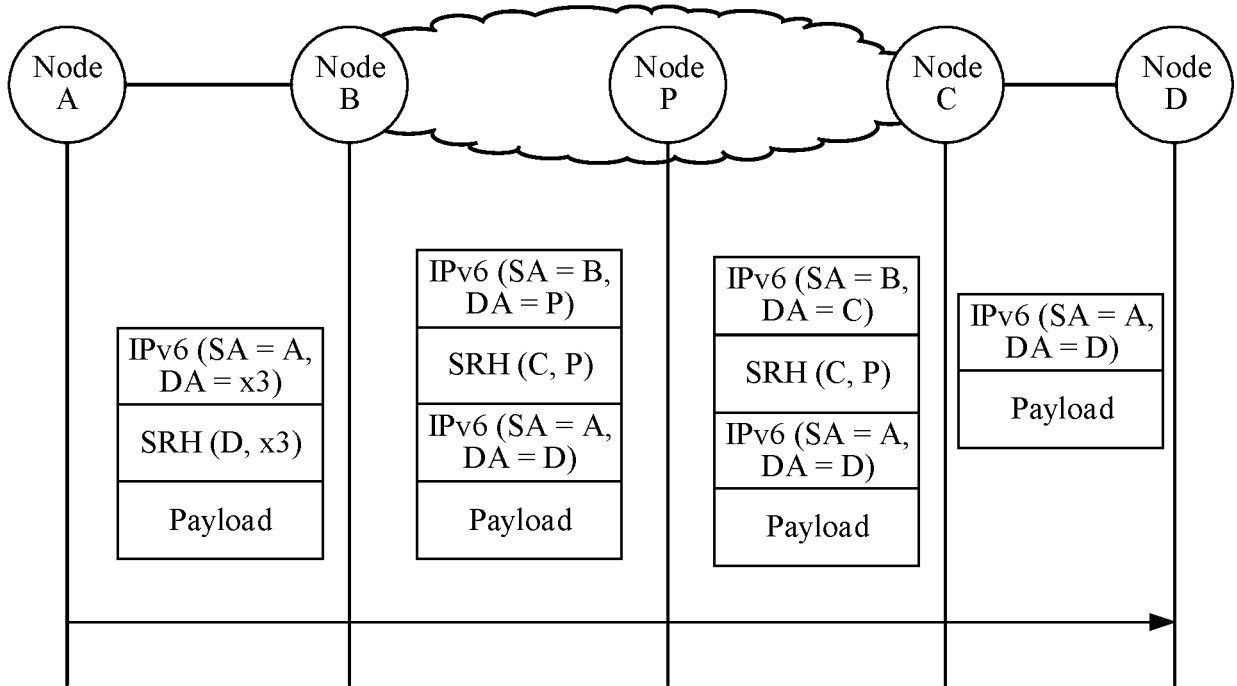 Node
A
Node
B
Node
P
Node
C
Node
D
IPv6 (SA = A,
DA = x3)
SRH (D, x3)
Payload
IPv6 (SA = B,
DA = P)
SRH (C, P)
IPv6 (SA = A,
DA = D)
Payload
IPv6 (SA = B,
DA = C)
SRH (C, P)
IPv6 (SA = A,
DA = D)
Payload
IPv6 (SA = A,
DA = D)
Payload